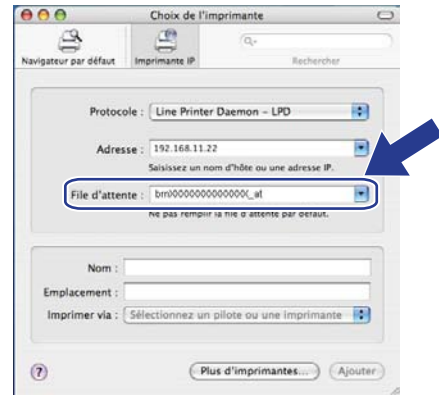 Choix de l'imprimante
Navigateur par défaut
Imprimante IP
Rechercher
Protocole : Line Printer Daemon – LPD
Adresse : 192.168.11.22
Saisissez un nom d'hôte ou une adresse IP.
File d'attente :
Ne pas remplir la file d'attente par défaut.
Nom :
Emplacement :
Imprimer via : Sélectionnez un pilote ou une imprimante
? Plus d'imprimantes... Ajouter